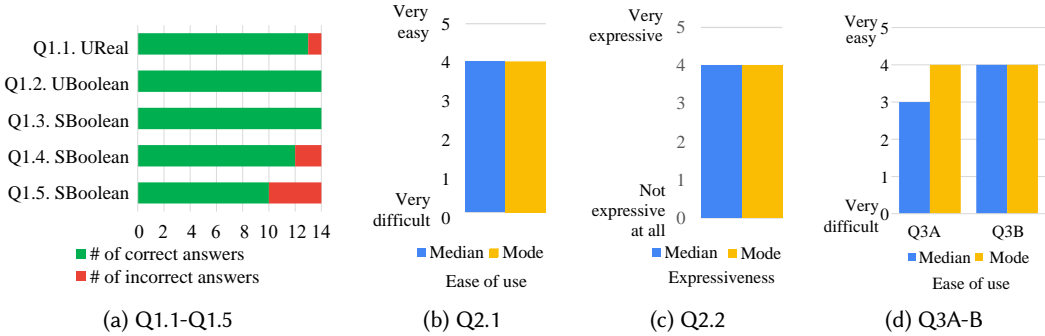 Q1.1. UReal
Q1.2. UBoolean
Q1.3. SBoolean
Q1.4. SBoolean
Q1.5. SBoolean
0 2 4 6 8 10 12 14
# of correct answers
# of incorrect answers
(a) Q1.1-Q1.5
Very
easy
5
4
3
2
1
Very
difficult
0
Median Mode
Ease of use
(b) Q2.1
Very
expressive
5
4
3
2
1
Not
expressive
at all
0
Median Mode
Expressiveness
(c) Q2.2
Very
easy
5
4
3
2
1
Very
difficult
0
Q3A Q3B
Median Mode
Ease of use
(d) Q3A-B